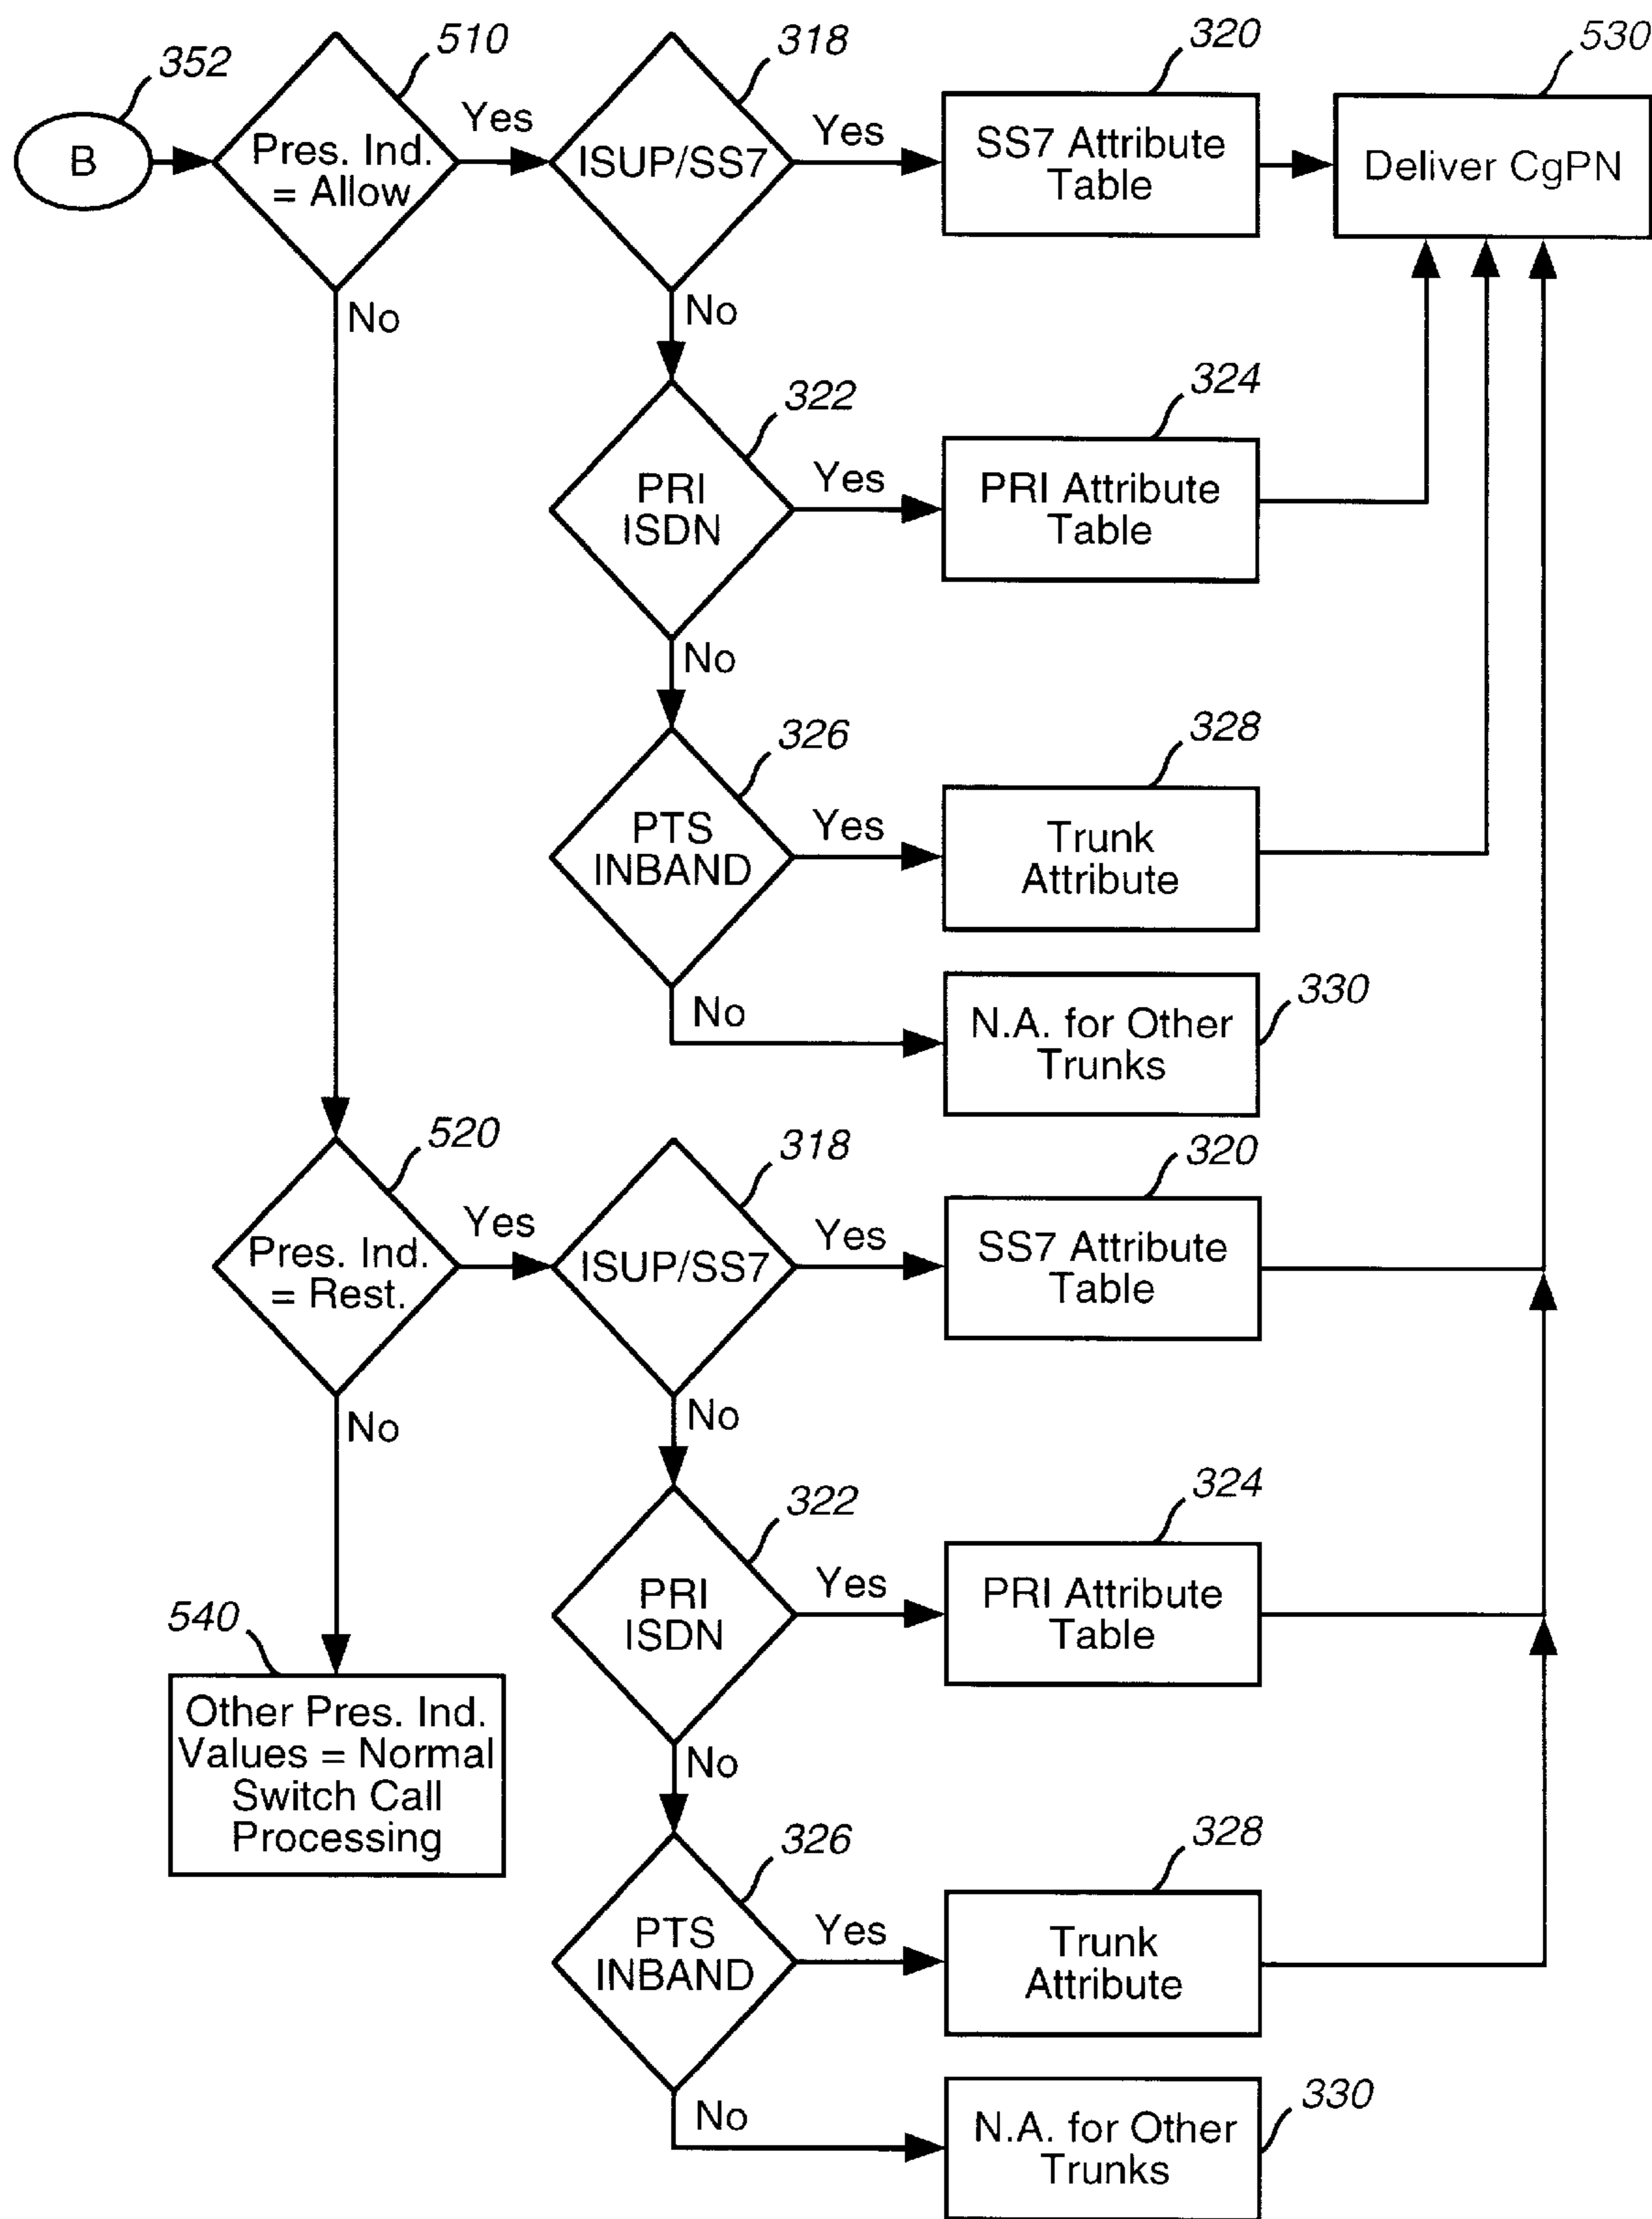 352
510
318
320
530
B
Pres. Ind.
= Allow
Yes
ISUP/SS7
Yes
SS7 Attribute
Table
Deliver CgPN
No
No
322
324
PRI
ISDN
Yes
PRI Attribute
Table
No
326
328
PTS
INBAND
Yes
Trunk
Attribute
No
330
N.A. for Other
Trunks
520
318
320
Pres. Ind.
= Rest.
Yes
ISUP/SS7
Yes
SS7 Attribute
Table
No
No
322
324
PRI
ISDN
Yes
PRI Attribute
Table
540
Other Pres. Ind.
Values = Normal
Switch Call
Processing
No
326
328
PTS
INBAND
Yes
Trunk
Attribute
No
330
N.A. for Other
Trunks